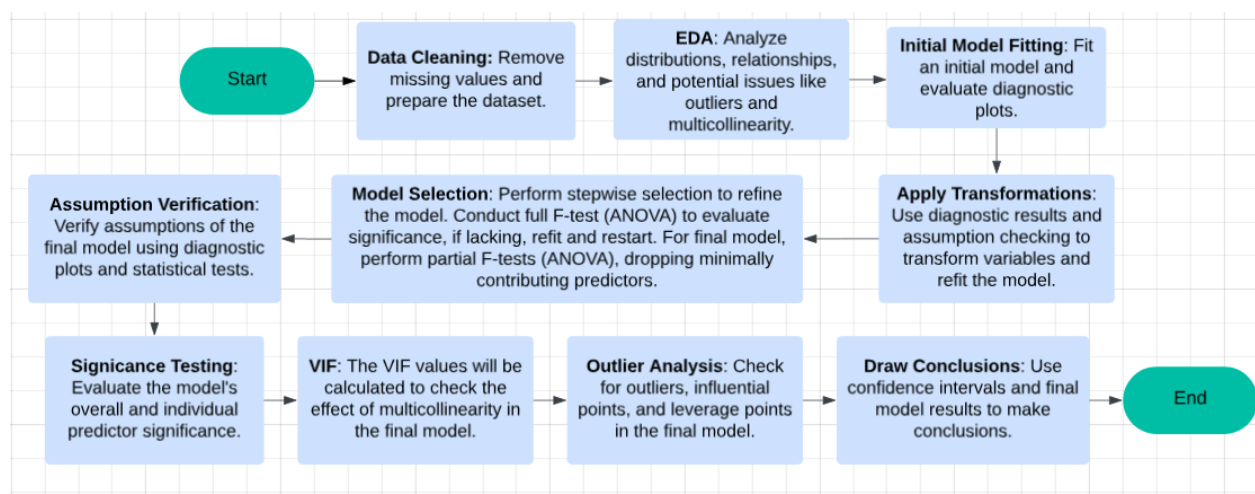 Start
Data Cleaning: Remove
missing values and
prepare the dataset.
EDA: Analyze
distributions, relationships,
and potential issues like
outliers and
multicollinearity.
Initial Model Fitting: Fit
an initial model and
evaluate diagnostic
plots.
Apply Transformations:
Use diagnostic results and
assumption checking to
transform variables and
refit the model.
Model Selection: Perform stepwise selection to refine
the model. Conduct full F-test (ANOVA) to evaluate
significance, if lacking, refit and restart. For final model,
perform partial F-tests (ANOVA), dropping minimally
contributing predictors.
Assumption Verification:
Verify assumptions of the
final model using diagnostic
plots and statistical tests.
Signicance Testing:
Evaluate the model's
overall and individual
predictor significance.
VIF: The VIF values will be
calculated to check the
effect of multicollinearity in
the final model.
Outlier Analysis: Check
for outliers, influential
points, and leverage points
in the final model.
Draw Conclusions: Use
confidence intervals and final
model results to make
conclusions.
End